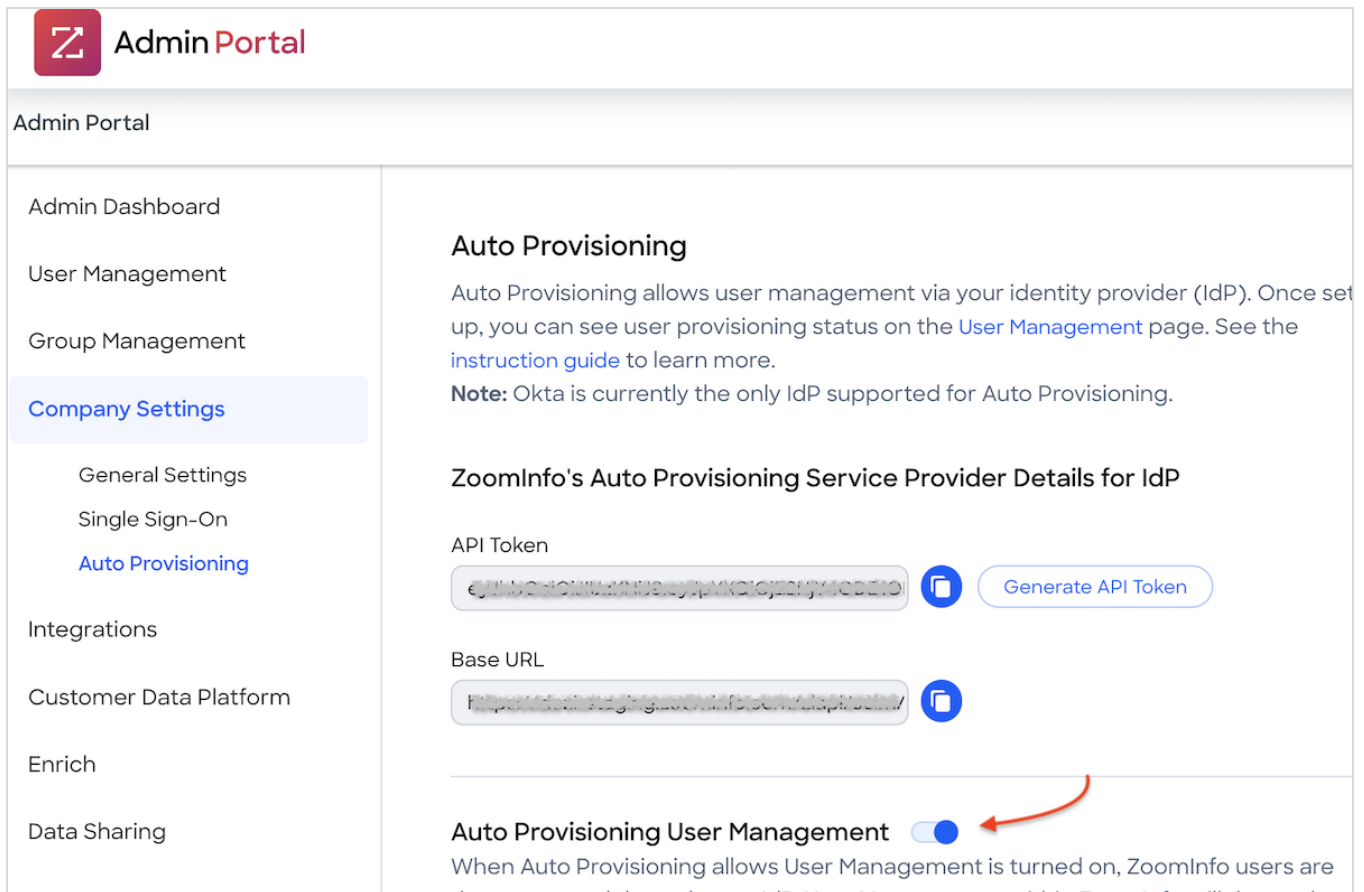 Admin Portal
Admin Portal
Admin Dashboard
User Management
Group Management
Company Settings
General Settings
Single Sign-On
Auto Provisioning
Integrations
Customer Data Platform
Enrich
Data Sharing
Auto Provisioning
Auto Provisioning allows user management via your identity provider (IdP). Once set
up, you can see user provisioning status on the User Management page. See the
instruction guide to learn more.
Note: Okta is currently the only IdP supported for Auto Provisioning.
ZoomInfo's Auto Provisioning Service Provider Details for IdP
API Token
Generate API Token
Base URL
Auto Provisioning User Management
When Auto Provisioning allows User Management is turned on, ZoomInfo users are